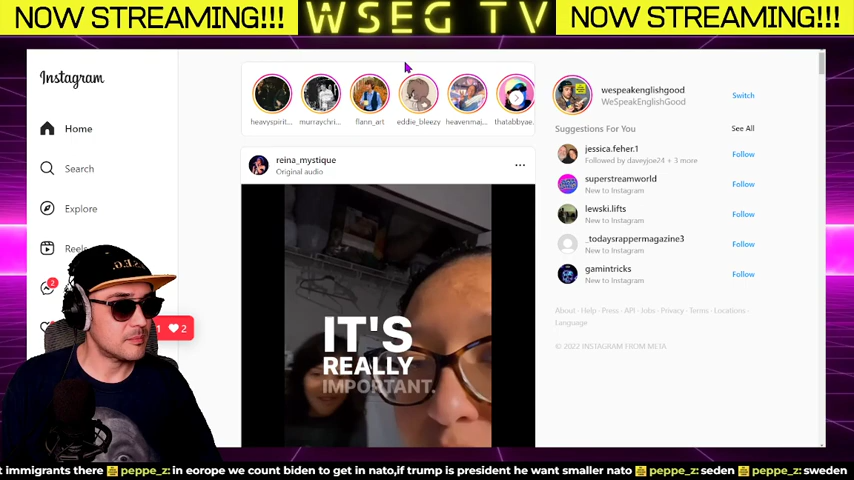 NOW STREAMING!!!
WSEG TV
NOW STREAMING!!!
Instagram
Home
Search
Explore
Reels
2
1 2
heavyspirit...
murraychri...
flann_art
eddie_bleezy
heavenmaj...
thatabbyae...
reina_mystique
Original audio
IT'S
REALLY
IMPORTANT.
wespeakenglishgood
WeSpeakEnglishGood
Switch
Suggestions For You
See All
jessica.feher.1
Followed by daveyjoe24 + 3 more
Follow
superstreamworld
New to Instagram
Follow
lewski.lifts
New to Instagram
Follow
_todaysrappermagazine3
New to Instagram
Follow
gamintricks
New to Instagram
Follow
About · Help · Press · API · Jobs · Privacy · Terms · Locations ·
Language
© 2022 INSTAGRAM FROM META
t immigrants there peppe_z: in eorope we count biden to get in nato,if trump is president he want smaller nato peppe_z: seden peppe_z: sweden